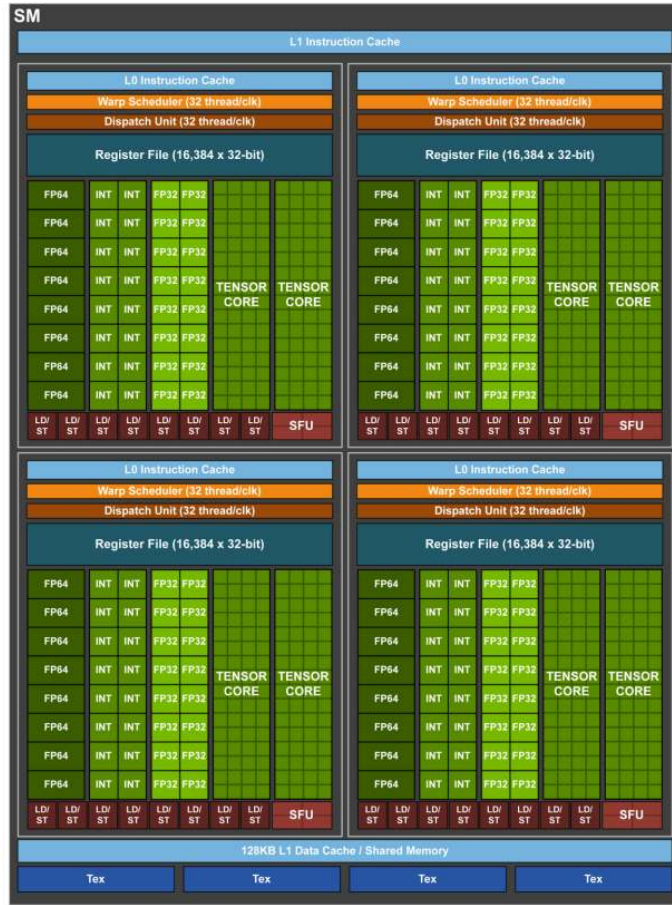 SM
L1 Instruction Cache
L0 Instruction Cache
Warp Scheduler (32 thread/clk)
Dispatch Unit (32 thread/clk)
Register File (16,384 x 32-bit)
FP64 INT INT FP32 FP32
FP64 INT INT FP32 FP32
FP64 INT INT FP32 FP32
FP64 INT INT FP32 FP32 TENSOR CORE TENSOR CORE
FP64 INT INT FP32 FP32
FP64 INT INT FP32 FP32
FP64 INT INT FP32 FP32
FP64 INT INT FP32 FP32
LD/ST LD/ST LD/ST LD/ST LD/ST LD/ST LD/ST LD/ST SFU
L0 Instruction Cache
Warp Scheduler (32 thread/clk)
Dispatch Unit (32 thread/clk)
Register File (16,384 x 32-bit)
FP64 INT INT FP32 FP32
FP64 INT INT FP32 FP32
FP64 INT INT FP32 FP32
FP64 INT INT FP32 FP32 TENSOR CORE TENSOR CORE
FP64 INT INT FP32 FP32
FP64 INT INT FP32 FP32
FP64 INT INT FP32 FP32
FP64 INT INT FP32 FP32
LD/ST LD/ST LD/ST LD/ST LD/ST LD/ST LD/ST LD/ST SFU
L0 Instruction Cache
Warp Scheduler (32 thread/clk)
Dispatch Unit (32 thread/clk)
Register File (16,384 x 32-bit)
FP64 INT INT FP32 FP32
FP64 INT INT FP32 FP32
FP64 INT INT FP32 FP32
FP64 INT INT FP32 FP32 TENSOR CORE TENSOR CORE
FP64 INT INT FP32 FP32
FP64 INT INT FP32 FP32
FP64 INT INT FP32 FP32
FP64 INT INT FP32 FP32
LD/ST LD/ST LD/ST LD/ST LD/ST LD/ST LD/ST LD/ST SFU
L0 Instruction Cache
Warp Scheduler (32 thread/clk)
Dispatch Unit (32 thread/clk)
Register File (16,384 x 32-bit)
FP64 INT INT FP32 FP32
FP64 INT INT FP32 FP32
FP64 INT INT FP32 FP32
FP64 INT INT FP32 FP32 TENSOR CORE TENSOR CORE
FP64 INT INT FP32 FP32
FP64 INT INT FP32 FP32
FP64 INT INT FP32 FP32
FP64 INT INT FP32 FP32
LD/ST LD/ST LD/ST LD/ST LD/ST LD/ST LD/ST LD/ST SFU
128KB L1 Data Cache / Shared Memory
Tex Tex Tex Tex